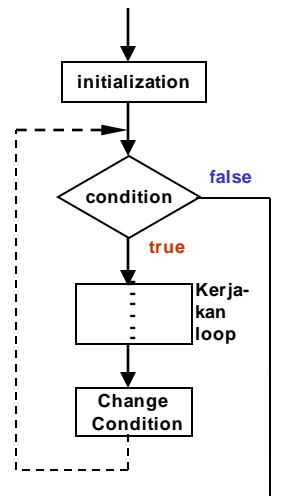 initialization
condition
false
true
Kerja-
kan
loop
Change
Condition